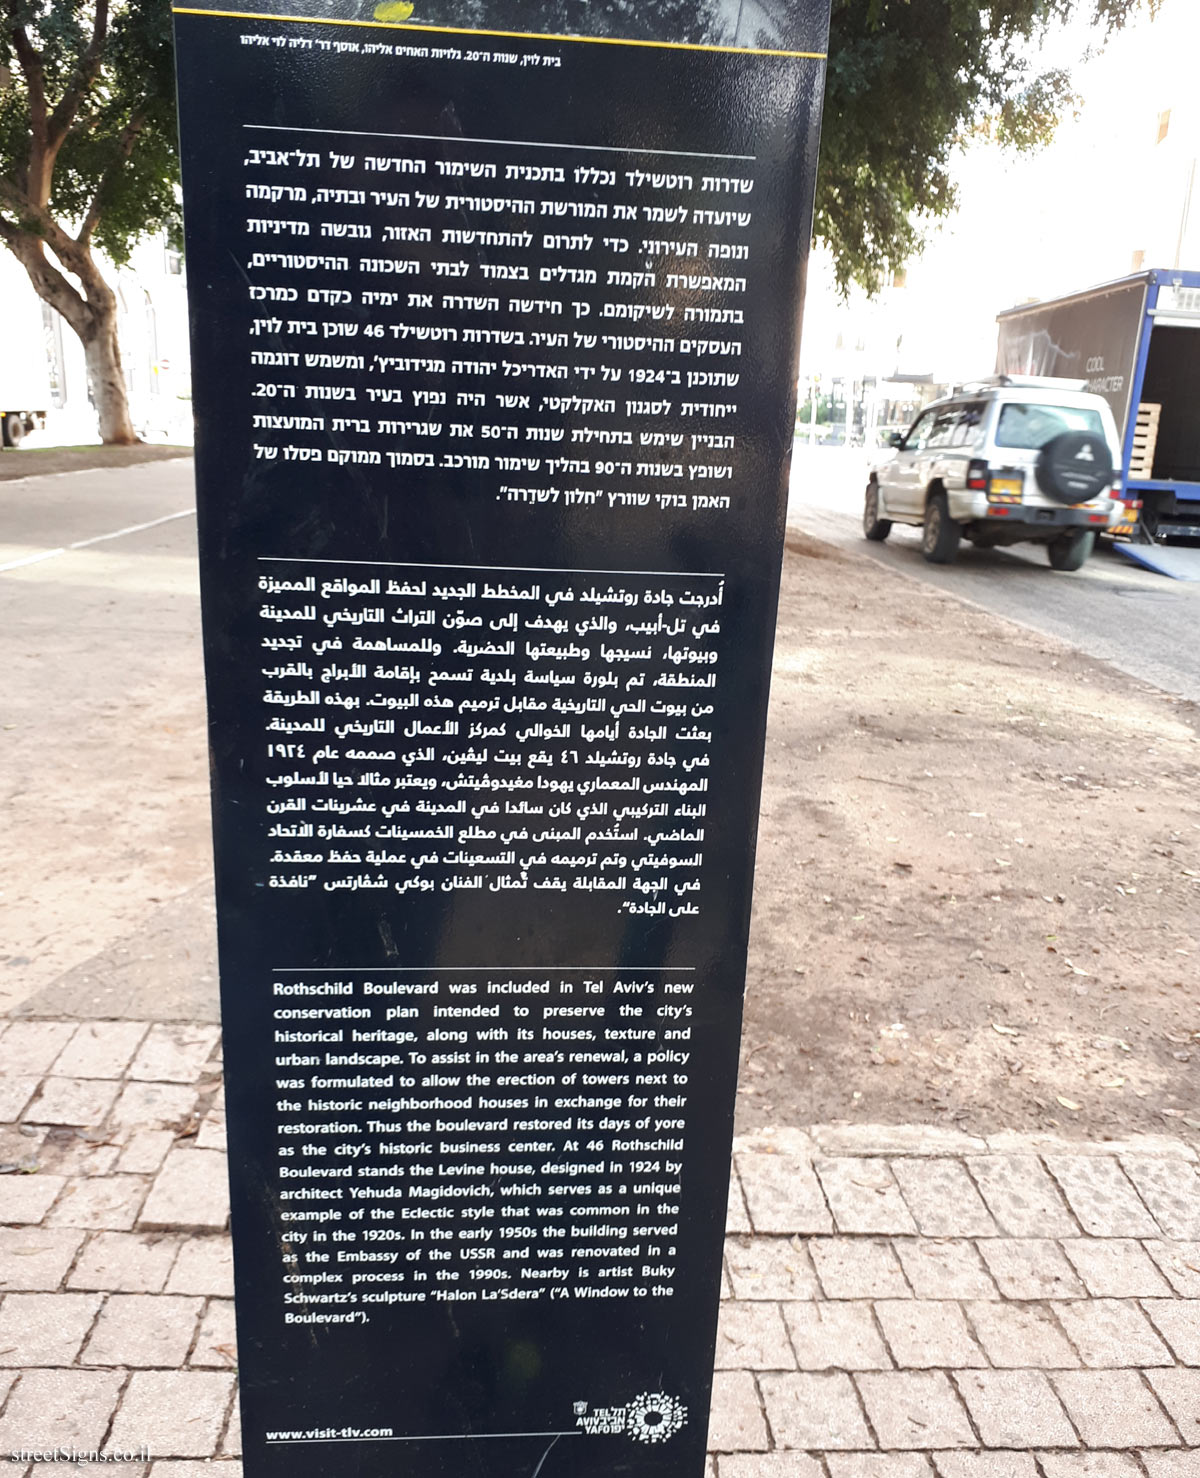 בית לוין, שנות ה־20. גלויות האחים אליהו, אוסף דר' דליה לוי אליהו
שדרות רוטשילד נכללו בתכנית השימור החדשה של תל־אביב,
שיועדה לשמר את המורשת ההיסטורית של העיר ובתיה, מרקמה
ונופה העירוני. כדי לתרום להתחדשות האזור, גובשה מדיניות
המאפשרת הקמת מגדלים בצמוד לבתי השכונה ההיסטוריים,
בתמורה לשיקומם. כך חידשה השדרה את ימיה כקדם כמרכז
העסקים ההיסטורי של העיר. בשדרות רוטשילד 46 שוכן בית לוין,
שתוכנן ב־1924 על ידי האדריכל יהודה מגידוביץ', ומשמש דוגמה
ייחודית לסגנון האקלקטי, אשר היה נפוץ בעיר בשנות ה־20.
הבניין שימש בתחילת שנות ה־50 את שגרירות ברית המועצות
ושופץ בשנות ה־90 בהליך שימור מורכב. בסמוך ממוקם פסלו של
האמן בוקי שוורץ "חלון לשדֵרה".
أُدرجت جادة روتشيلد في المخطط الجديد لحفظ المواقع المميزة
في تل-أبيب، والذي يهدف إلى صوّن التراث التاريخي للمدينة
وبيوتها، نسيجها وطبيعتها الحضرية. وللمساهمة في تجديد
المنطقة، تم بلورة سياسة بلدية تسمح بإقامة الأبراج بالقرب
من بيوت الحي التاريخية مقابل ترميم هذه البيوت. بهذه الطريقة
بعثت الجادة أيامها الخوالي كمركز الأعمال التاريخي للمدينة.
في جادة روتشيلد ٤٦ يقع بيت ليڤين، الذي صممه عام ١٩٢٤
المهندس المعماري يهودا مغيدوڤيتش، ويعتبر مثالا حيا لأسلوب
البناء التركيبي الذي كان سائدا في المدينة في عشرينات القرن
الماضي. استُخدم المبنى في مطلع الخمسينات كسفارة الاتحاد
السوفيتي وتم ترميمه في التسعينات في عملية حفظ معقدة.
في الجهة المقابلة يقف تمثال الفنان بوكي شڤارتس "نافذة
على الجادة".
Rothschild Boulevard was included in Tel Aviv's new
conservation plan intended to preserve the city's
historical heritage, along with its houses, texture and
urban landscape. To assist in the area's renewal, a policy
was formulated to allow the erection of towers next to
the historic neighborhood houses in exchange for their
restoration. Thus the boulevard restored its days of yore
as the city's historic business center. At 46 Rothschild
Boulevard stands the Levine house, designed in 1924 by
architect Yehuda Magidovich, which serves as a unique
example of the Eclectic style that was common in the
city in the 1920s. In the early 1950s the building served
as the Embassy of the USSR and was renovated in a
complex process in the 1990s. Nearby is artist Buky
Schwartz's sculpture "Halon La'Sdera" ("A Window to the
Boulevard").
www.visit-tlv.com
TEL תל
AVIV אביב
YAFO יפו
COOL
CHARACTER
streetSigns.co.il